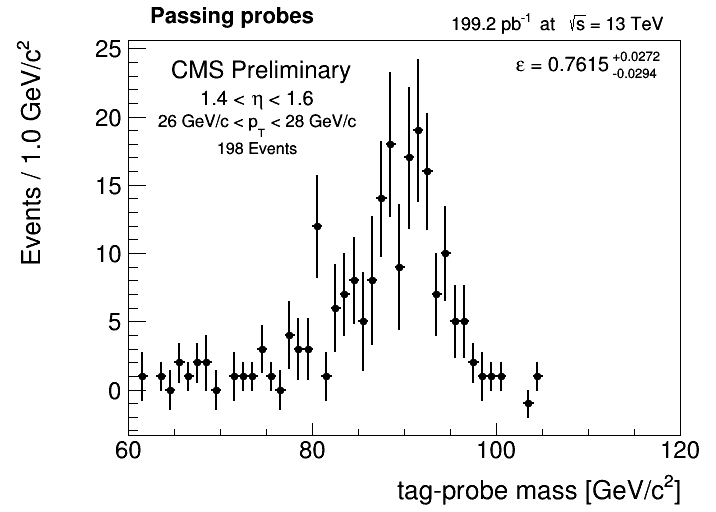 Passing probes
199.2 pb⁻¹ at √s = 13 TeV
CMS Preliminary
1.4 < η < 1.6
26 GeV/c < p_T < 28 GeV/c
198 Events
ε = 0.7615 +0.0272 -0.0294
Events / 1.0 GeV/c²
25
20
15
10
5
0
60 80 100 120
tag-probe mass [GeV/c²]